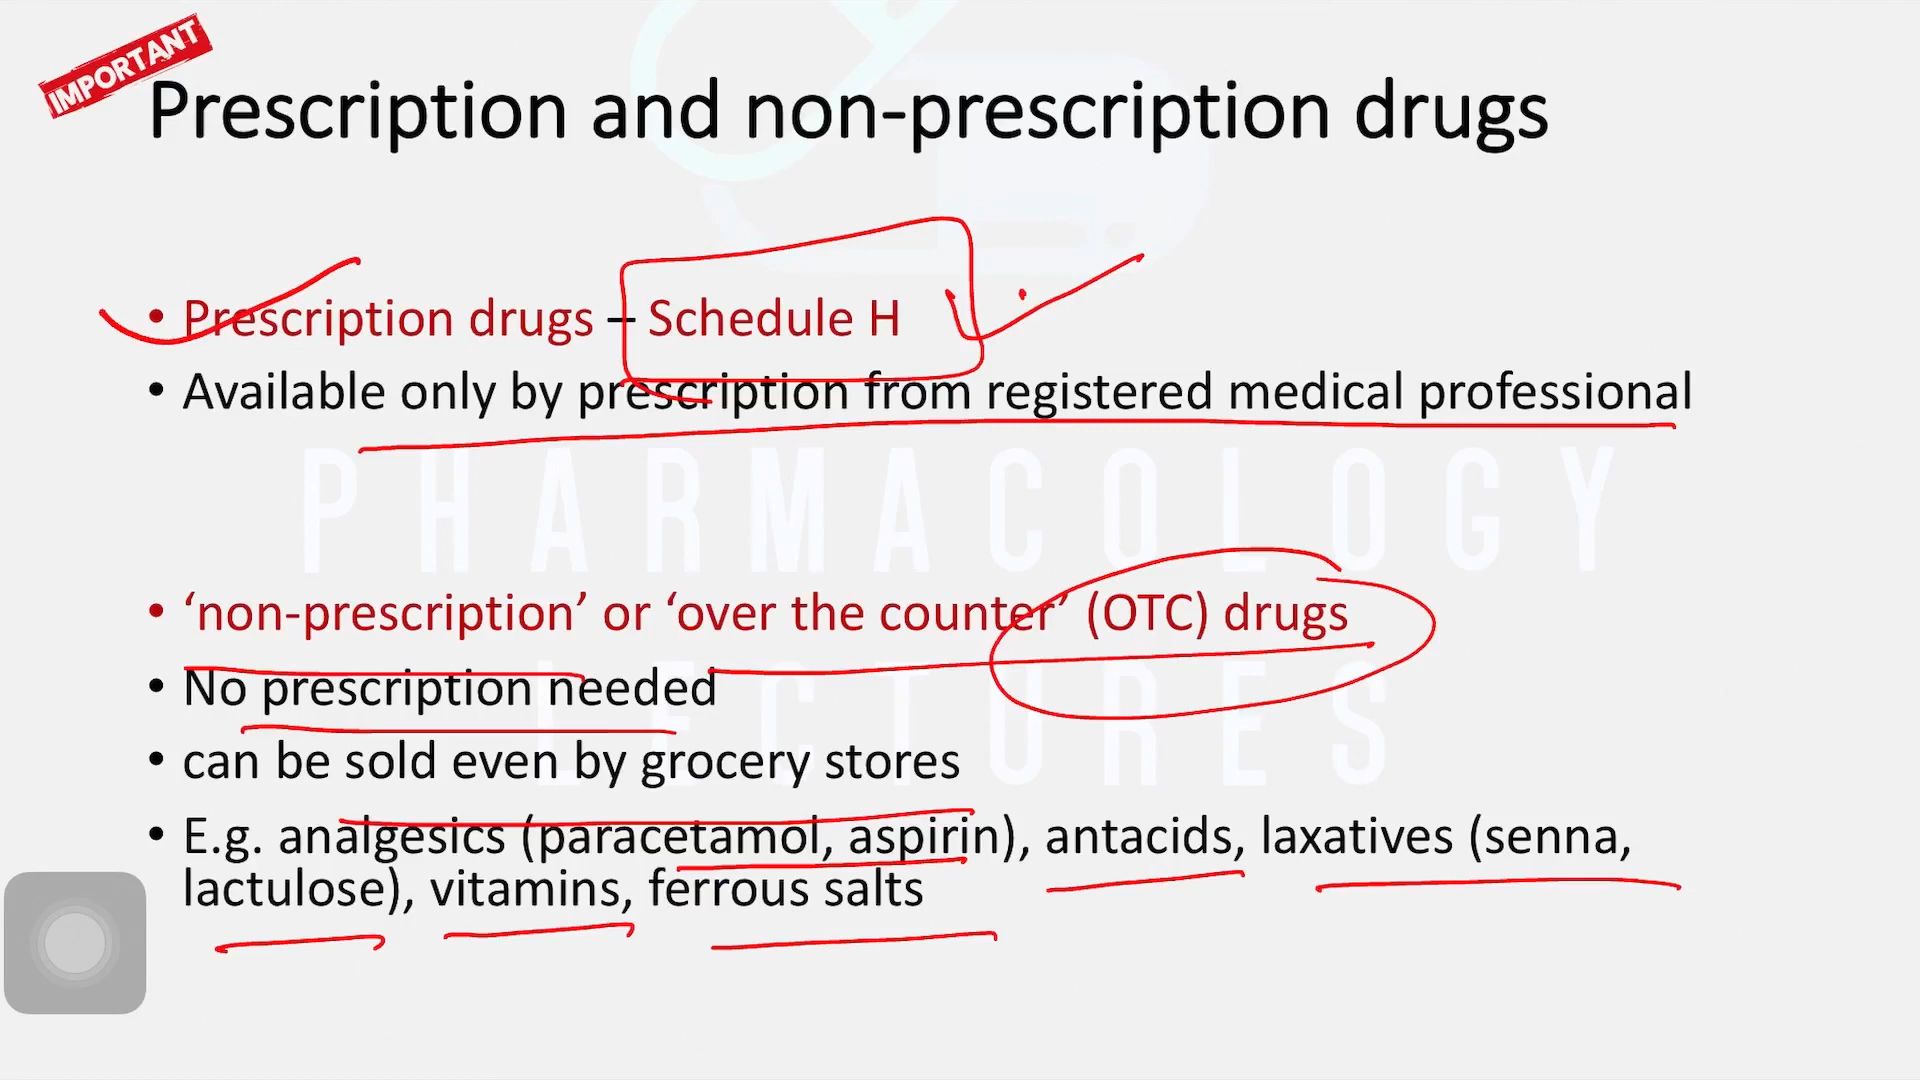 IMPORTANT
Prescription and non-prescription drugs
• Prescription drugs – Schedule H
• Available only by prescription from registered medical professional
PHARMACOLOGY
• ‘non-prescription’ or ‘over the counter’ (OTC) drugs
• No prescription needed
LECTURES
• can be sold even by grocery stores
• E.g. analgesics (paracetamol, aspirin), antacids, laxatives (senna,
lactulose), vitamins, ferrous salts